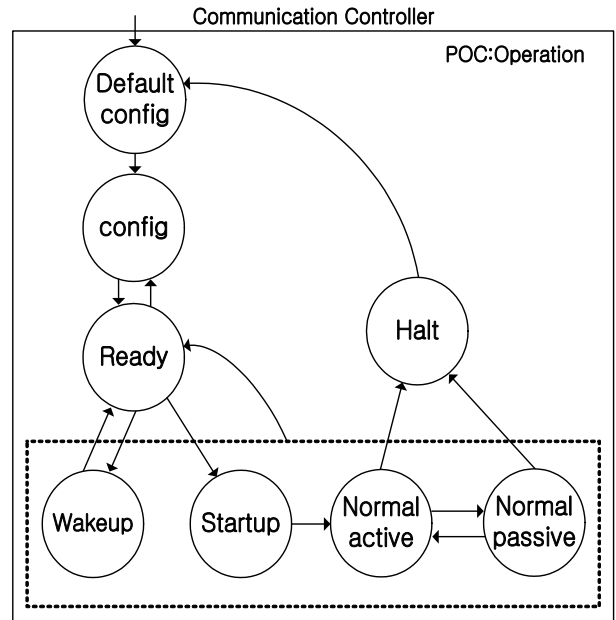 Communication Controller
POC:Operation
Default
config
config
Ready
Halt
Wakeup
Startup
Normal
active
Normal
passive